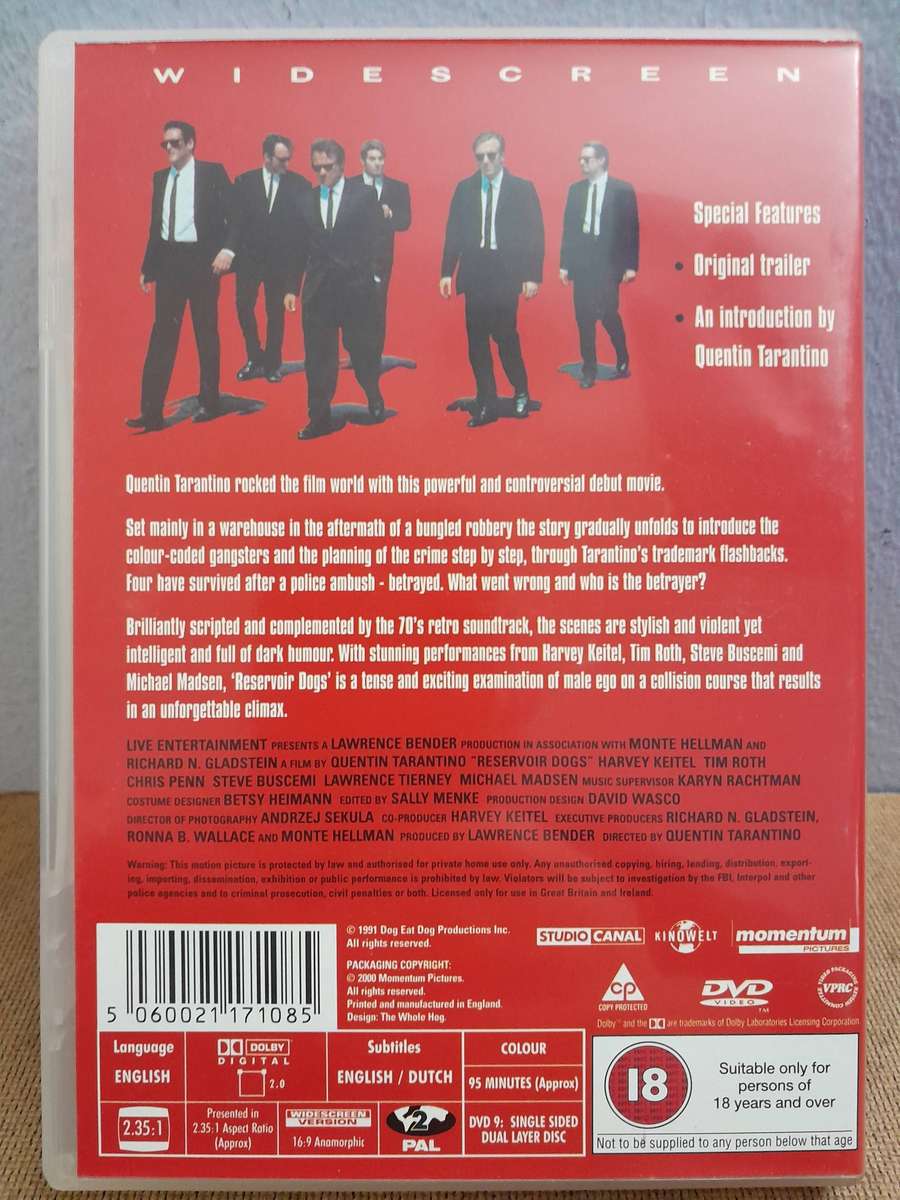 WIDESCREEN
Special Features
• Original trailer
• An introduction by
Quentin Tarantino
Quentin Tarantino rocked the film world with this powerful and controversial debut movie.
Set mainly in a warehouse in the aftermath of a bungled robbery the story gradually unfolds to introduce the
colour-coded gangsters and the planning of the crime step by step, through Tarantino's trademark flashbacks.
Four have survived after a police ambush - betrayed. What went wrong and who is the betrayer?
Brilliantly scripted and complemented by the 70's retro soundtrack, the scenes are stylish and violent yet
intelligent and full of dark humour. With stunning performances from Harvey Keitel, Tim Roth, Steve Buscemi and
Michael Madsen, 'Reservoir Dogs' is a tense and exciting examination of male ego on a collision course that results
in an unforgettable climax.
LIVE ENTERTAINMENT PRESENTS A LAWRENCE BENDER PRODUCTION IN ASSOCIATION WITH MONTE HELLMAN AND
RICHARD N. GLADSTEIN A FILM BY QUENTIN TARANTINO "RESERVOIR DOGS" HARVEY KEITEL TIM ROTH
CHRIS PENN STEVE BUSCEMI LAWRENCE TIERNEY MICHAEL MADSEN MUSIC SUPERVISOR KARYN RACHTMAN
COSTUME DESIGNER BETSY HEIMANN EDITED BY SALLY MENKE PRODUCTION DESIGN DAVID WASCO
DIRECTOR OF PHOTOGRAPHY ANDRZEJ SEKULA CO-PRODUCER HARVEY KEITEL EXECUTIVE PRODUCERS RICHARD N. GLADSTEIN,
RONNA B. WALLACE AND MONTE HELLMAN PRODUCED BY LAWRENCE BENDER DIRECTED BY QUENTIN TARANTINO
Warning: This motion picture is protected by law and authorised for private home use only. Any unauthorised copying, hiring, lending, distribution, export-
ing, importing, dissemination, exhibition or public performance is prohibited by law. Violators will be subject to investigation by the FBI, Interpol and other
police agencies and to criminal prosecution, civil penalties or both. Licensed only for use in Great Britain and Ireland.
5 060021 171085
© 1991 Dog Eat Dog Productions Inc.
All rights reserved.
PACKAGING COPYRIGHT:
© 2000 Momentum Pictures.
All rights reserved.
Printed and manufactured in England.
Design: The Whole Hog.
STUDIO CANAL
KINOWELT
momentum
PICTURES
CP
COPY PROTECTED
DVD
VIDEO
TM
VIDEO PACKAGING REVIEW COMMITTEE
VPRC
Dolby™ and the DD are trademarks of Dolby Laboratories Licensing Corporation
Language
ENGLISH
DOLBY
DIGITAL
2.0
Subtitles
ENGLISH / DUTCH
COLOUR
95 MINUTES (Approx)
2.35:1
Presented in
2.35:1 Aspect Ratio
(Approx)
WIDESCREEN
VERSION
16:9 Anamorphic
2
PAL
DVD 9: SINGLE SIDED
DUAL LAYER DISC
18
Suitable only for
persons of
18 years and over
Not to be supplied to any person below that age